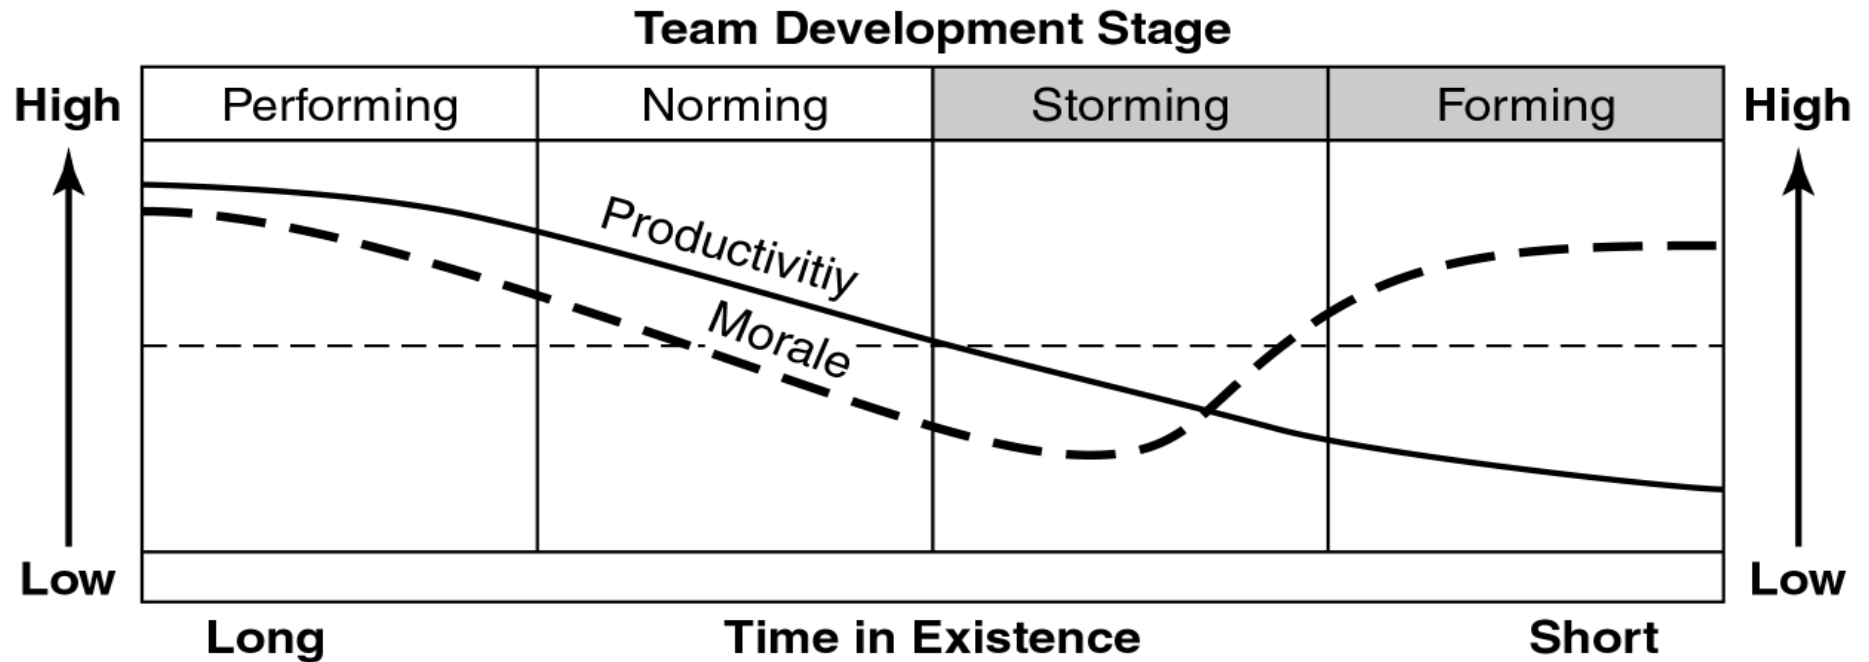 Team Development Stage
High Performing Norming Storming Forming High
Productivitiy
Morale
Low Low
Long Time in Existence Short